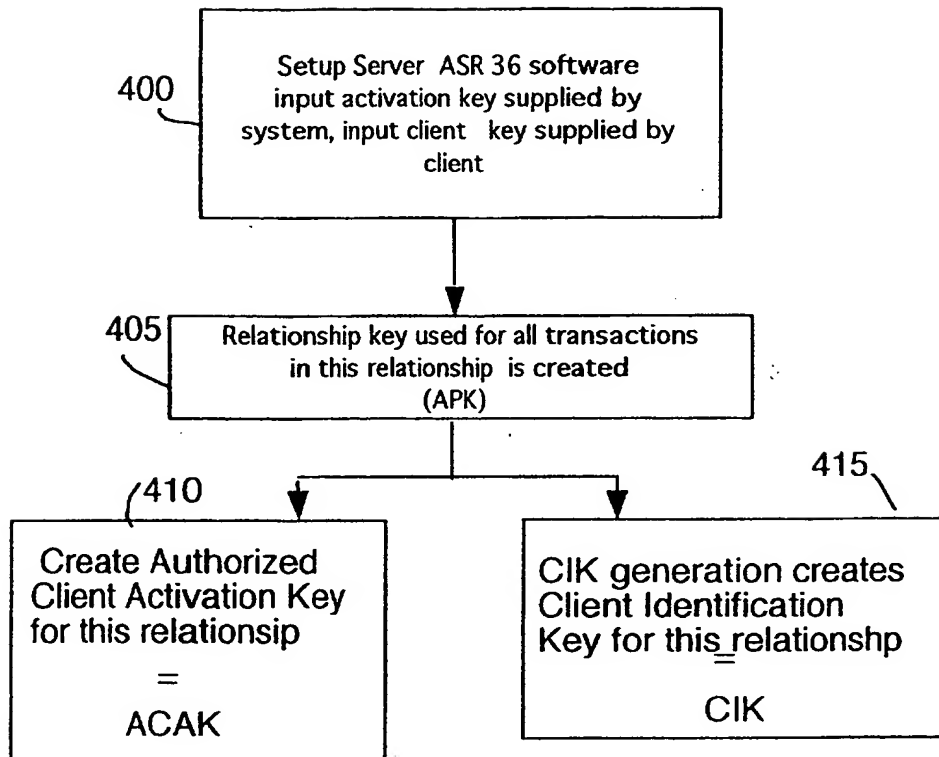 400
Setup Server ASR 36 software
input activation key supplied by
system, input client key supplied by
client
405
Relationship key used for all transactions
in this relationship is created
(APK)
410
Create Authorized
Client Activation Key
for this relationsip
=
ACAK
415
CIK generation creates
Client Identification
Key for this relationshp
=
CIK